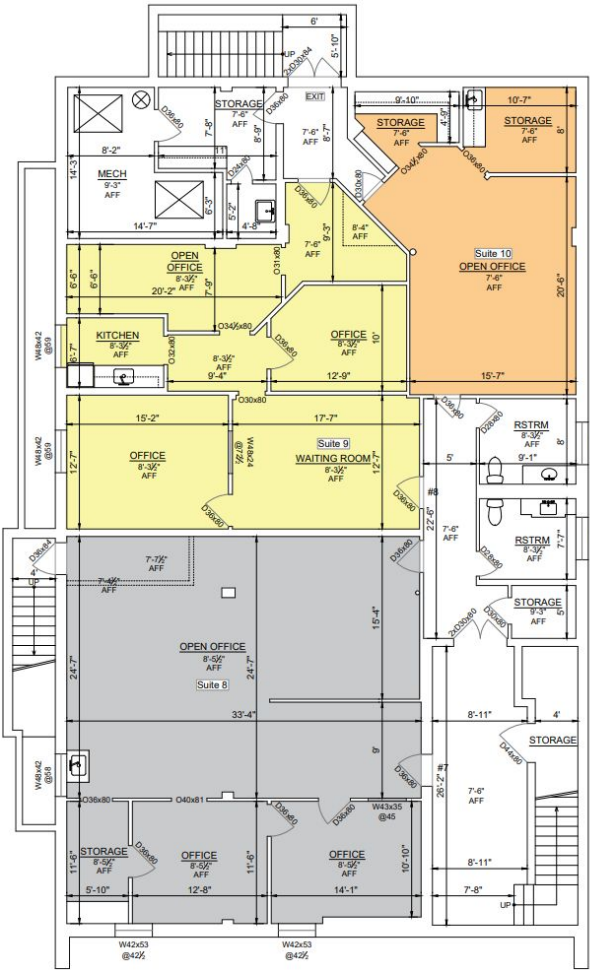 6'
UP
5'-10"
2xD30x84
STORAGE
7'-6"
AFF
D36x80
D36x80
EXIT
7'-8"
8'-9"
7'-6"
AFF
8'-7"
9'-10"
4'-9"
10'-7"
STORAGE
7'-6"
AFF
STORAGE
7'-6"
AFF
8'
8'-2"
11'
14'-3"
MECH
9'-3"
AFF
D24x80
O34½x80
O36x80
D30x80
6'-3"
5'-2"
14'-7"
4'-8"
D36x80
9'-3"
8'-4"
AFF
7'-6"
AFF
Suite 10
OPEN OFFICE
7'-6"
AFF
20'-6"
OPEN
OFFICE
8'-3½"
AFF
6'-6"
6'-6"
7'-9"
O31x80
20'-2"
KITCHEN
8'-3½"
AFF
6'-7"
W48x42
@59
O32x80
O34½x80
8'-3½"
AFF
9'-4"
D36x80
OFFICE
8'-3½"
AFF
10'
12'-9"
15'-7"
O30x80
D36x80
D28x80
RSTRM
8'-3½"
AFF
9'-1"
8'
15'-2"
17'-7"
5'
W48x42
@59
12'-7"
OFFICE
8'-3½"
AFF
W48x24
@72½
Suite 9
WAITING ROOM
8'-3½"
AFF
12'-7"
D36x80
D36x80
#8
22'-6"
7'-6"
AFF
RSTRM
8'-3½"
AFF
7'-7"
D28x80
D36x84
4'
UP
7'-7½"
AFF
7'-4½"
AFF
D36x80
STORAGE
9'-3"
AFF
5'
D30x80
2xD30x80
15'-4"
24'-7"
OPEN OFFICE
8'-5½"
AFF
24'-7"
Suite 8
33'-4"
9'
8'-11"
4'
STORAGE
D44x80
W48x42
@58
D36x80
#7
26'-2"
7'-6"
AFF
O36x80
O40x81
D36x80
D36x80
W43x35
@45
STORAGE
8'-5½"
AFF
11'-6"
D36x80
OFFICE
8'-5½"
AFF
11'-6"
OFFICE
8'-5½"
AFF
10'-10"
8'-11"
5'-10"
12'-8"
14'-1"
7'-8"
UP
W42x53
@42½
W42x53
@42½